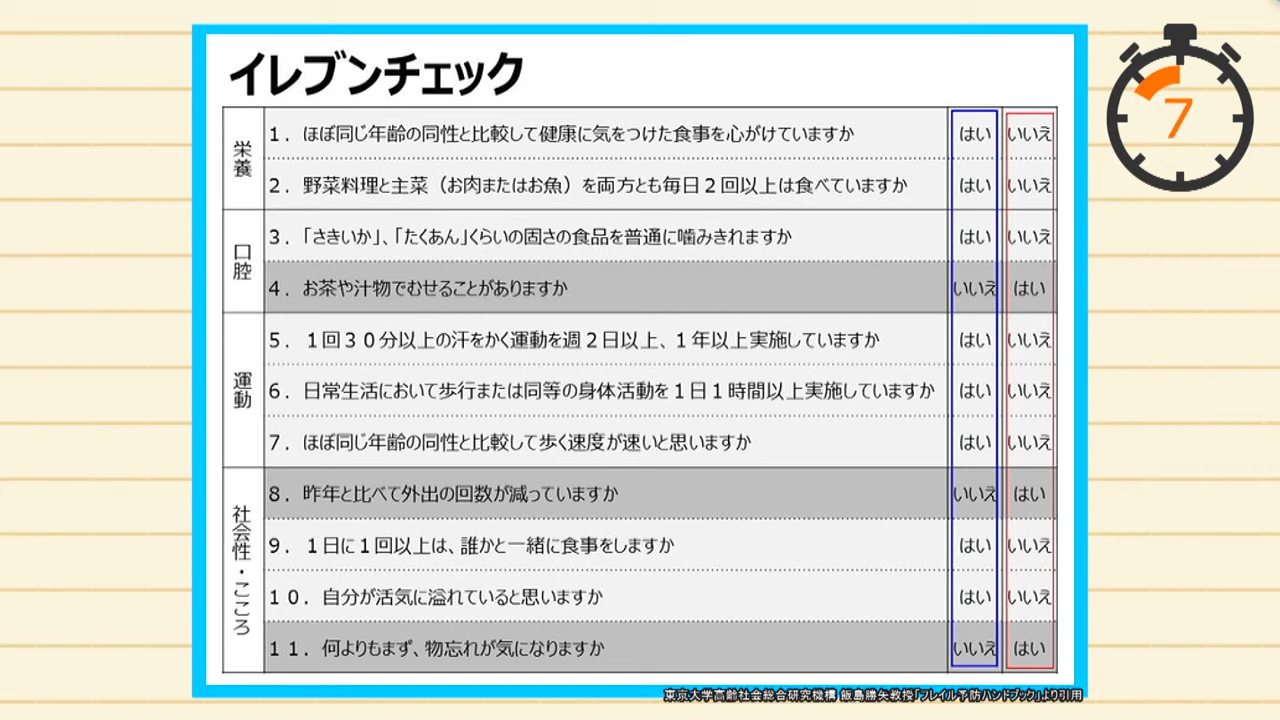 イレブンチェック
7
栄養
1．ほぼ同じ年齢の同性と比較して健康に気をつけた食事を心がけていますか はい いいえ
2．野菜料理と主菜（お肉またはお魚）を両方とも毎日2回以上は食べていますか はい いいえ
口腔
3．「さきいか」、「たくあん」くらいの固さの食品を普通に噛みきれますか はい いいえ
4．お茶や汁物でむせることがありますか いいえ はい
運動
5．1回30分以上の汗をかく運動を週2日以上、1年以上実施していますか はい いいえ
6．日常生活において歩行または同等の身体活動を1日1時間以上実施していますか はい いいえ
7．ほぼ同じ年齢の同性と比較して歩く速度が速いと思いますか はい いいえ
社会性・こころ
8．昨年と比べて外出の回数が減っていますか いいえ はい
9．1日に1回以上は、誰かと一緒に食事をしますか はい いいえ
10．自分が活気に溢れていると思いますか はい いいえ
11．何よりもまず、物忘れが気になりますか いいえ はい
東京大学高齢社会総合研究機構 飯島勝矢教授「フレイル予防ハンドブック」より引用